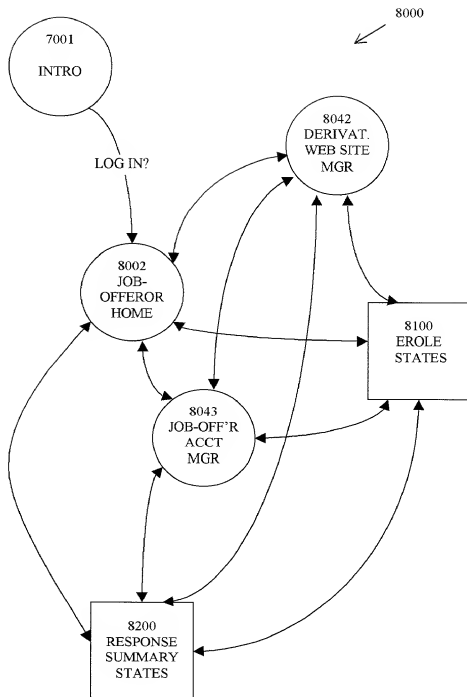 8000
7001
INTRO
LOG IN?
8042
DERIVAT.
WEB SITE
MGR
8002
JOB-
OFFEROR
HOME
8100
EROLE
STATES
8043
JOB-OFF'R
ACCT
MGR
8200
RESPONSE
SUMMARY
STATES